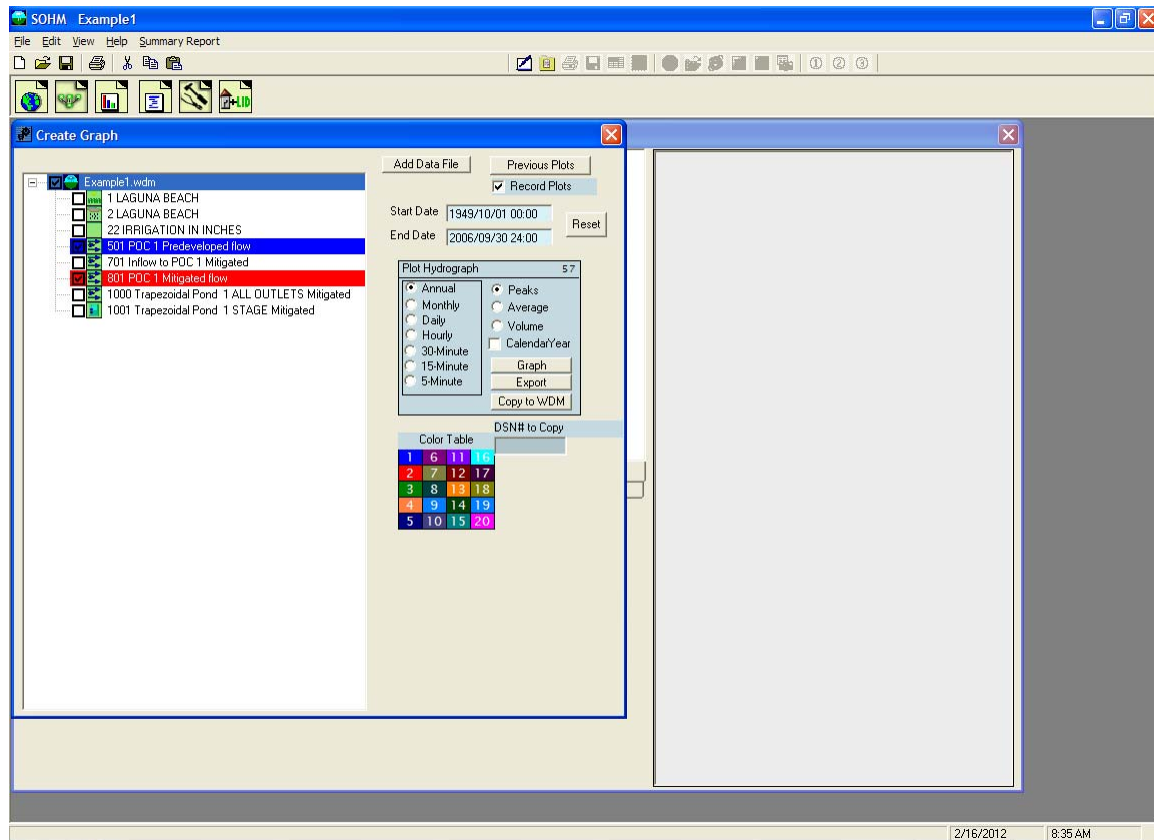 SOHM Example1
File Edit View Help Summary Report
+LID
Create Graph
Example1.wdm
1 LAGUNA BEACH
2 LAGUNA BEACH
22 IRRIGATION IN INCHES
501 POC 1 Predeveloped flow
701 Inflow to POC 1 Mitigated
801 POC 1 Mitigated flow
1000 Trapezoidal Pond 1 ALL OUTLETS Mitigated
1001 Trapezoidal Pond 1 STAGE Mitigated
Add Data File Previous Plots
Record Plots
Start Date 1949/10/01 00:00 Reset
End Date 2006/09/30 24:00
Plot Hydrograph 57
Annual Peaks
Monthly Average
Daily Volume
Hourly CalendarYear
30-Minute
15-Minute Graph
5-Minute Export
Copy to WDM
DSN# to Copy
Color Table
1 6 11 16
2 7 12 17
3 8 13 18
4 9 14 19
5 10 15 20
2/16/2012 8:35 AM